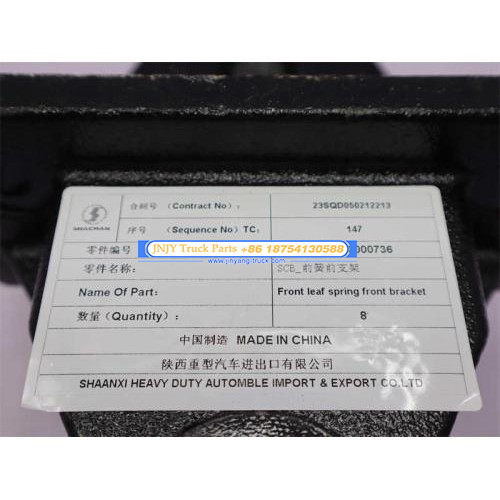 SHACMAN
合同号 (Contract No): 23SQD050212213
序号 (Sequence No) TC: 147
零件编号 000736
JNJY Truck Parts +86 18754130588
www.jnhyang-truck.com
零件名称: SCB_前簧前支架
Name Of Part: Front leaf spring front bracket
数量(Quantity): 8
中国制造 MADE IN CHINA
陕西重型汽车进出口有限公司
SHAANXI HEAVY DUTY AUTOMBLE IMPORT & EXPORT CO.LTD